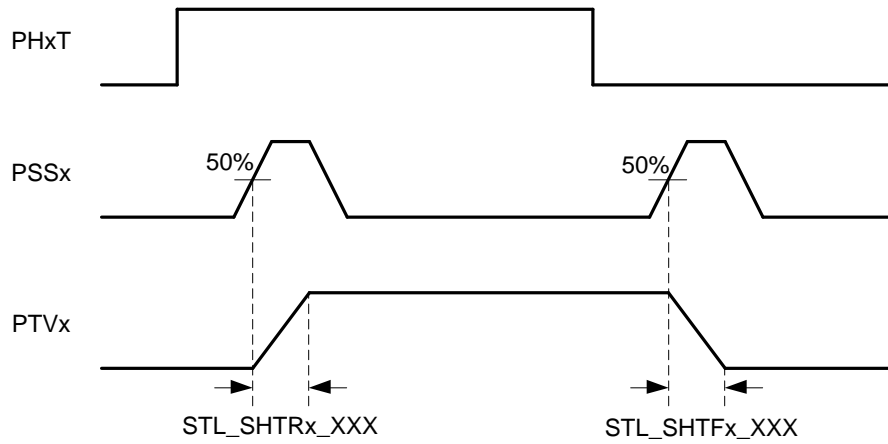 PHxT
50%
50%
PSSx
PTVx
STL_SHTRx_XXX
STL_SHTFx_XXX